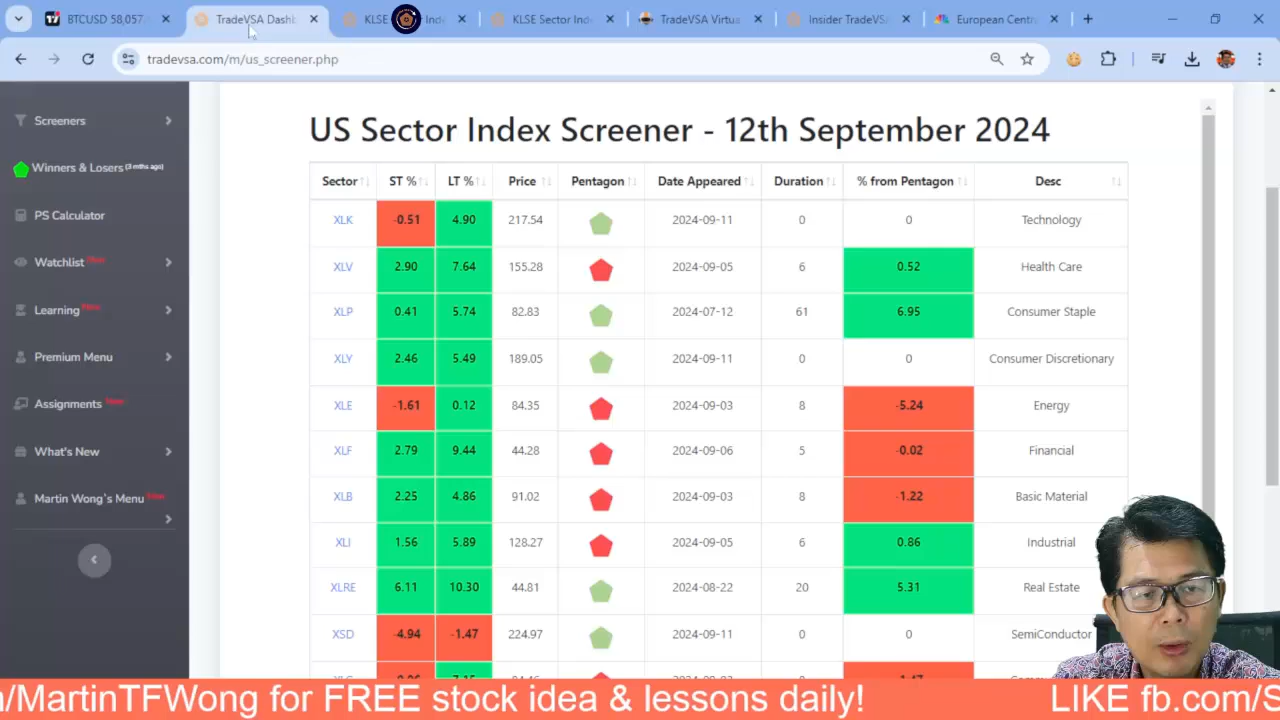 BTCUSD 58,057
TradeVSA Dashb
KLSE
Inde
KLSE Sector Ind
TradeVSA Virtua
Insider TradeVSA
European Centr
tradevsa.com/m/us_screener.php
Screeners
Winners & Losers (3 mths ago)
PS Calculator
Watchlist
Learning
Premium Menu
Assignments
What's New
Martin Wong's Menu
US Sector Index Screener - 12th September 2024
Sector ST % LT % Price Pentagon Date Appeared Duration % from Pentagon Desc
XLK -0.51 4.90 217.54 2024-09-11 0 0 Technology
XLV 2.90 7.64 155.28 2024-09-05 6 0.52 Health Care
XLP 0.41 5.74 82.83 2024-07-12 61 6.95 Consumer Staple
XLY 2.46 5.49 189.05 2024-09-11 0 0 Consumer Discretionary
XLE -1.61 0.12 84.35 2024-09-03 8 -5.24 Energy
XLF 2.79 9.44 44.28 2024-09-06 5 -0.02 Financial
XLB 2.25 4.86 91.02 2024-09-03 8 -1.22 Basic Material
XLI 1.56 5.89 128.27 2024-09-05 6 0.86 Industrial
XLRE 6.11 10.30 44.81 2024-08-22 20 5.31 Real Estate
XSD -4.94 -1.47 224.97 2024-09-11 0 0 SemiConductor
/MartinTFWong for FREE stock idea & lessons daily! LIKE fb.com/S